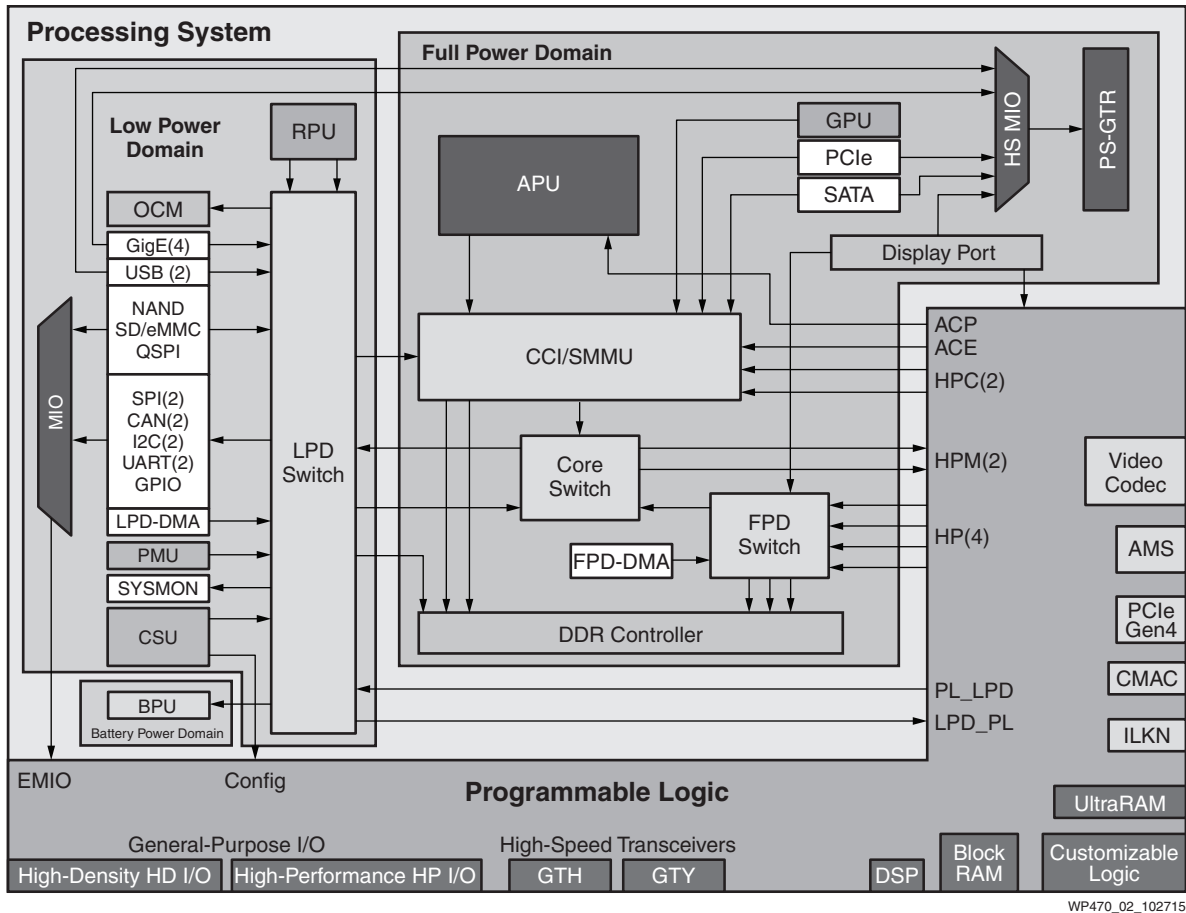 Processing System
Full Power Domain
Low Power
Domain
RPU
OCM
GigE(4)
USB (2)
NAND
SD/eMMC
QSPI
SPI(2)
CAN(2)
I2C(2)
UART(2)
GPIO
LPD-DMA
PMU
SYSMON
CSU
BPU
Battery Power Domain
MIO
LPD
Switch
APU
GPU
PCIe
SATA
HS MIO
PS-GTR
Display Port
CCI/SMMU
Core
Switch
FPD
Switch
FPD-DMA
DDR Controller
ACP
ACE
HPC(2)
HPM(2)
HP(4)
PL_LPD
LPD_PL
Video
Codec
AMS
PCIe
Gen4
CMAC
ILKN
EMIO
Config
Programmable Logic
UltraRAM
General-Purpose I/O
High-Speed Transceivers
High-Density HD I/O
High-Performance HP I/O
GTH
GTY
DSP
Block
RAM
Customizable
Logic
WP470_02_102715